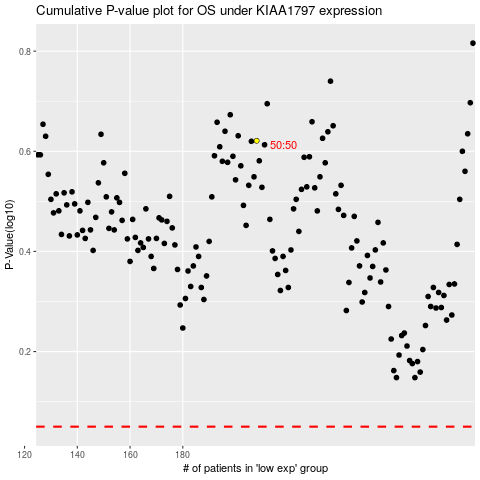 Cumulative P-value plot for OS under KIAA1797 expression
0.8
0.6
0.4
0.2
P-Value(log10)
50:50
120 140 160 180
# of patients in 'low exp' group